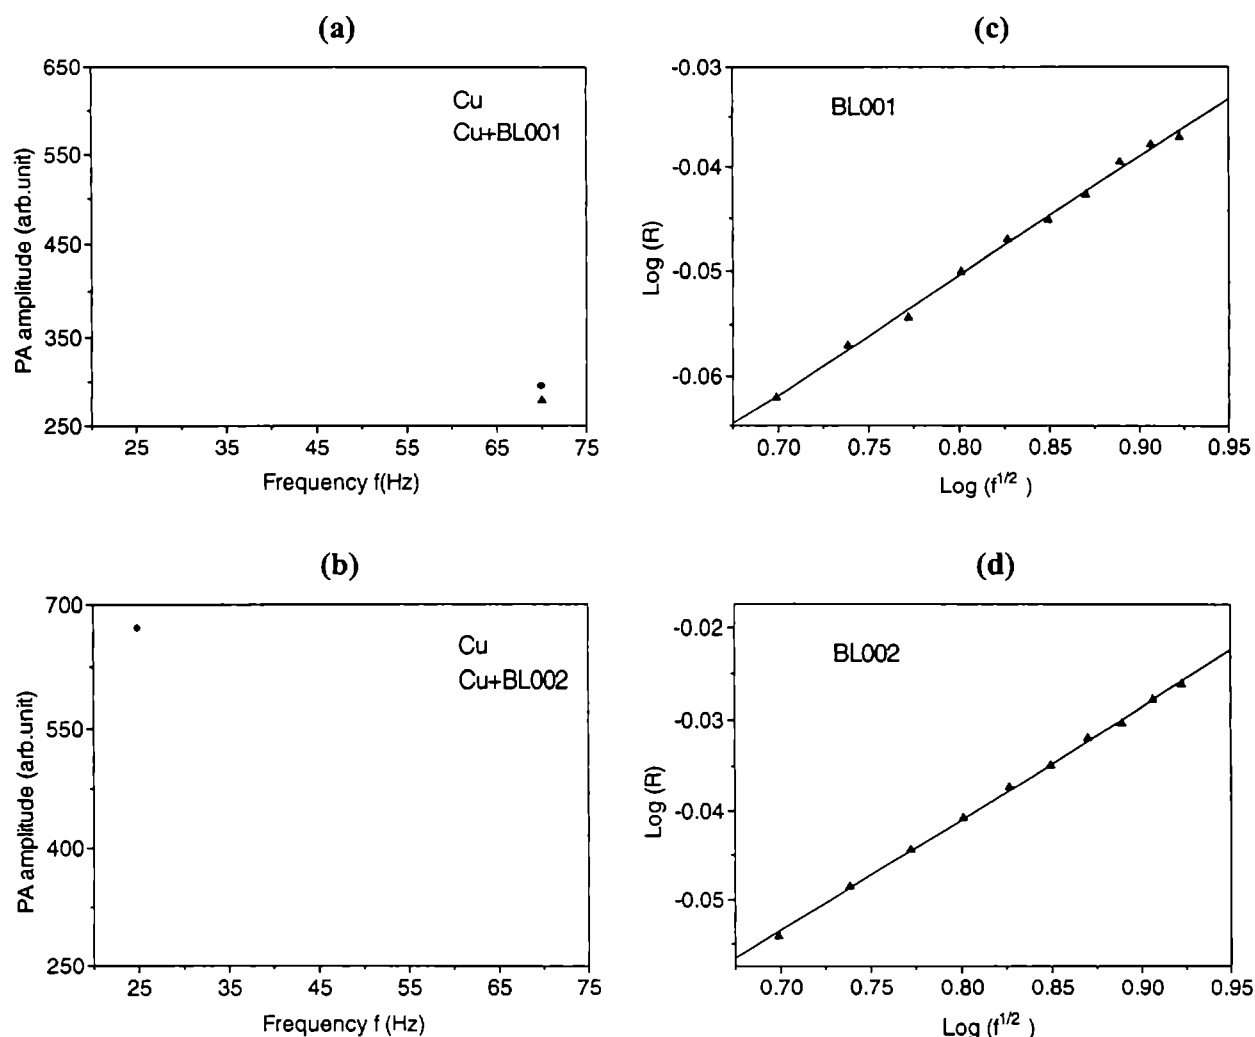 (a)
650
550
450
350
250
PA amplitude (arb.unit)
Cu
Cu+BL001
25 35 45 55 65 75
Frequency f(Hz)
(c)
-0.03
-0.04
-0.05
-0.06
Log (R)
BL001
0.70 0.75 0.80 0.85 0.90 0.95
Log (f^1/2 )
(b)
700
550
400
250
PA amplitude (arb.unit)
Cu
Cu+BL002
25 35 45 55 65 75
Frequency f (Hz)
(d)
-0.02
-0.03
-0.04
-0.05
Log (R)
BL002
0.70 0.75 0.80 0.85 0.90 0.95
Log (f^1/2 )